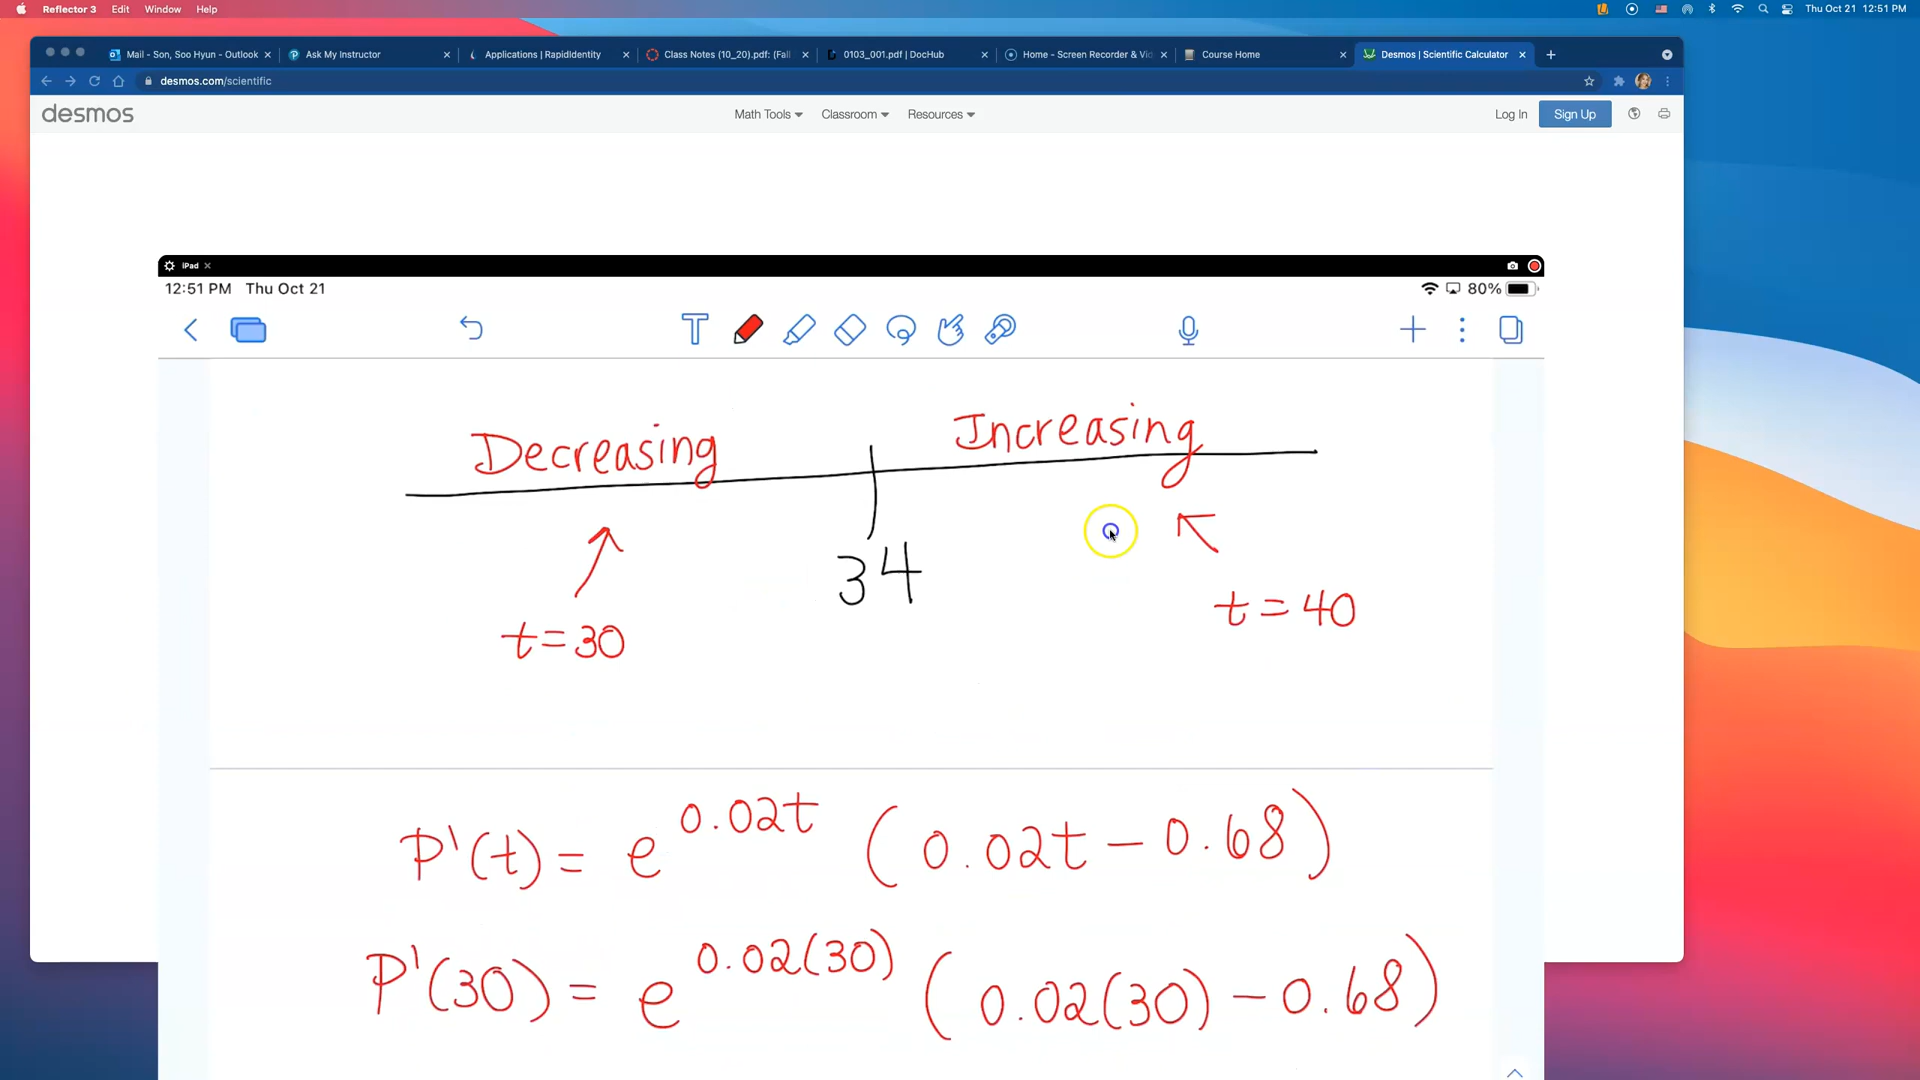 Reflector 3 Edit Window Help Thu Oct 21 12:51 PM
Mail - Son, Soo Hyun - Outlook Ask My Instructor Applications | RapidIdentity Class Notes (10_20).pdf: (Fall 0103_001.pdf | DocHub Home - Screen Recorder & Vid Course Home Desmos | Scientific Calculator
desmos.com/scientific
desmos Math Tools Classroom Resources Log In Sign Up
iPad
12:51 PM Thu Oct 21 80%
T
Decreasing Increasing
34
t=30 t=40
P'(t) = e^{0.02t} (0.02t - 0.68)
P'(30) = e^{0.02(30)} (0.02(30) - 0.68)